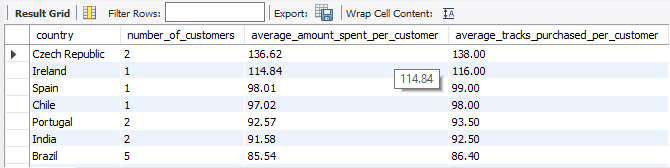 Result Grid Filter Rows: Export: Wrap Cell Content: IA
country number_of_customers average_amount_spent_per_customer average_tracks_purchased_per_customer
Czech Republic 2 136.62 138.00
Ireland 1 114.84 116.00
114.84
Spain 1 98.01 99.00
Chile 1 97.02 98.00
Portugal 2 92.57 93.50
India 2 91.58 92.50
Brazil 5 85.54 86.40